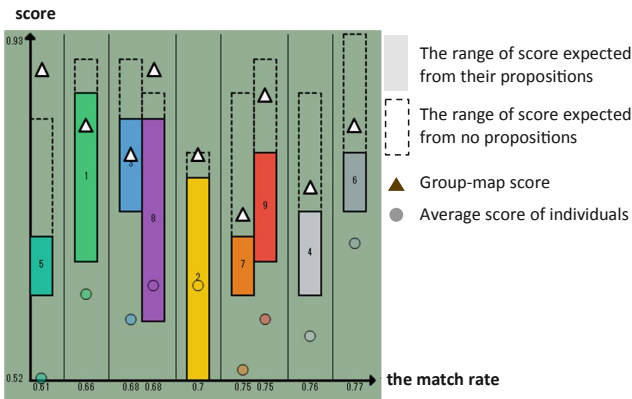 score
0.93
The range of score expected
from their propositions
The range of score expected
from no propositions
Group-map score
Average score of individuals
5
1
3
8
2
7
9
4
6
0.52
0.61
0.66
0.68
0.68
0.7
0.75
0.75
0.76
0.77
the match rate